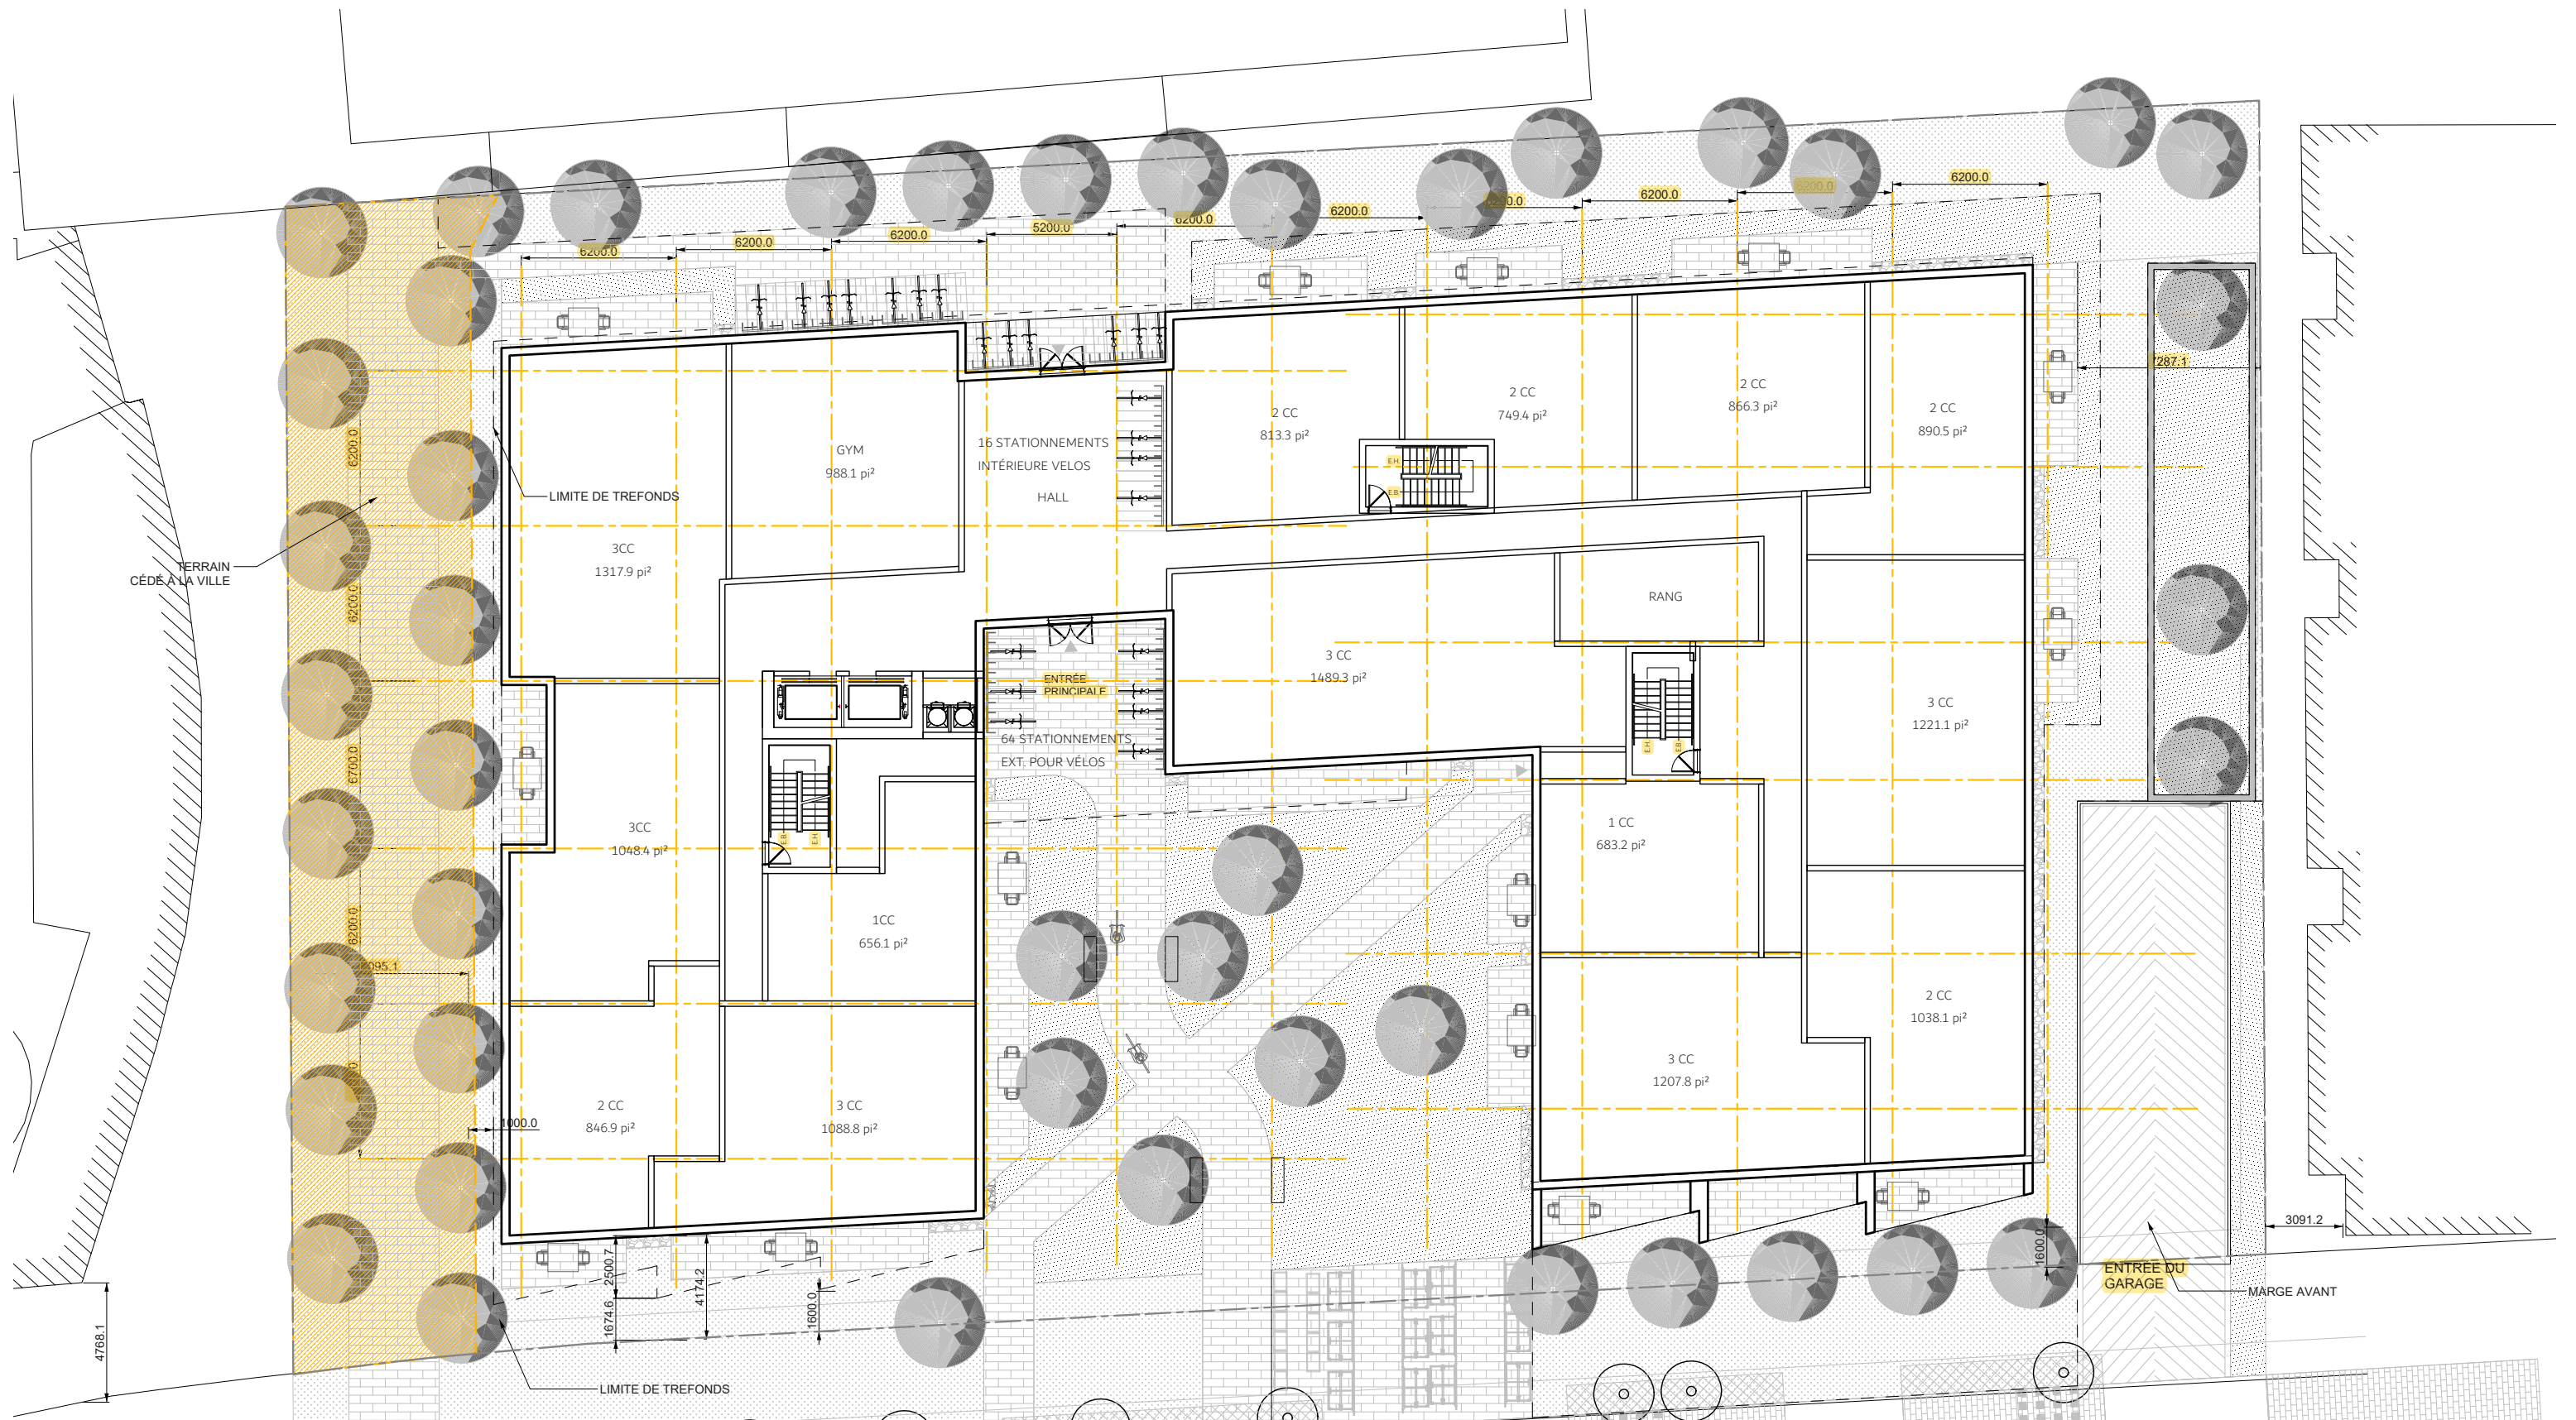 6200.0
6200.0
6200.0
5200.0
6200.0
6200.0
6200.0
6200.0
6200.0
7287.1
2 CC
813.3 pi²
2 CC
749.4 pi²
2 CC
866.3 pi²
2 CC
890.5 pi²
GYM
988.1 pi²
16 STATIONNEMENTS
INTÉRIEURE VELOS
HALL
E.H.
E.B.
6200.0
LIMITE DE TREFONDS
TERRAIN
CÉDÉ À LA VILLE
3CC
1317.9 pi²
6200.0
RANG
3 CC
1489.3 pi²
ENTRÉE
PRINCIPALE
3 CC
1221.1 pi²
64 STATIONNEMENTS
EXT. POUR VÉLOS
E.H.
E.B.
6700.0
3CC
1048.4 pi²
E.B.
E.H.
1 CC
683.2 pi²
1CC
656.1 pi²
6200.0
2 CC
1038.1 pi²
3 CC
1207.8 pi²
2 CC
846.9 pi²
3 CC
1088.8 pi²
1000.0
2500.7
4174.2
1674.6
1600.0
1600.0
3091.2
ENTRÉE DU
GARAGE
MARGE AVANT
4768.1
LIMITE DE TREFONDS